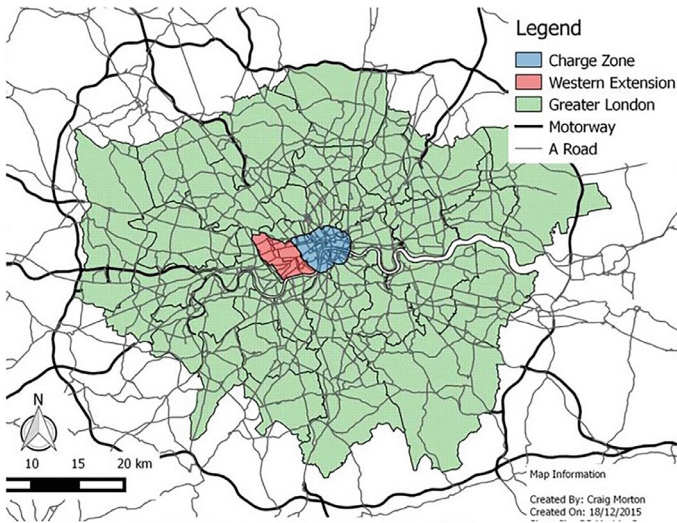 Legend
Charge Zone
Western Extension
Greater London
Motorway
A Road
N
10 15 20 km
Map Information
Created By: Craig Morton
Created On: 18/12/2015